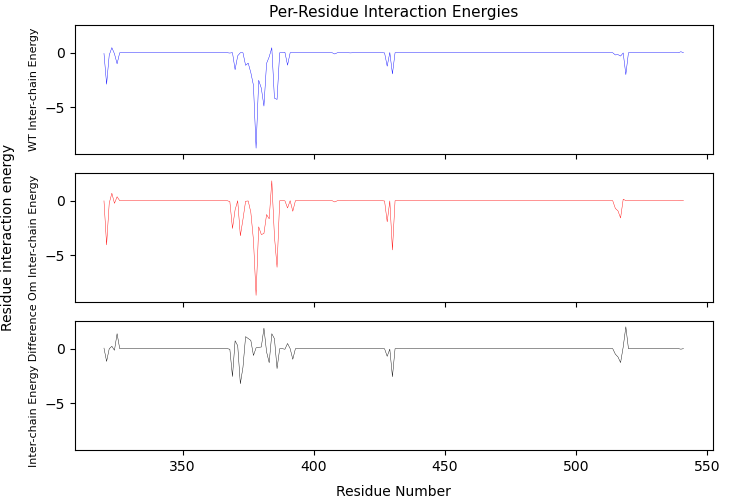 Per-Residue Interaction Energies
WT Inter-chain Energy
0
−5
Om Inter-chain Energy
0
−5
Residue interaction energy
Inter-chain Energy Difference
0
−5
350
400
450
500
550
Residue Number